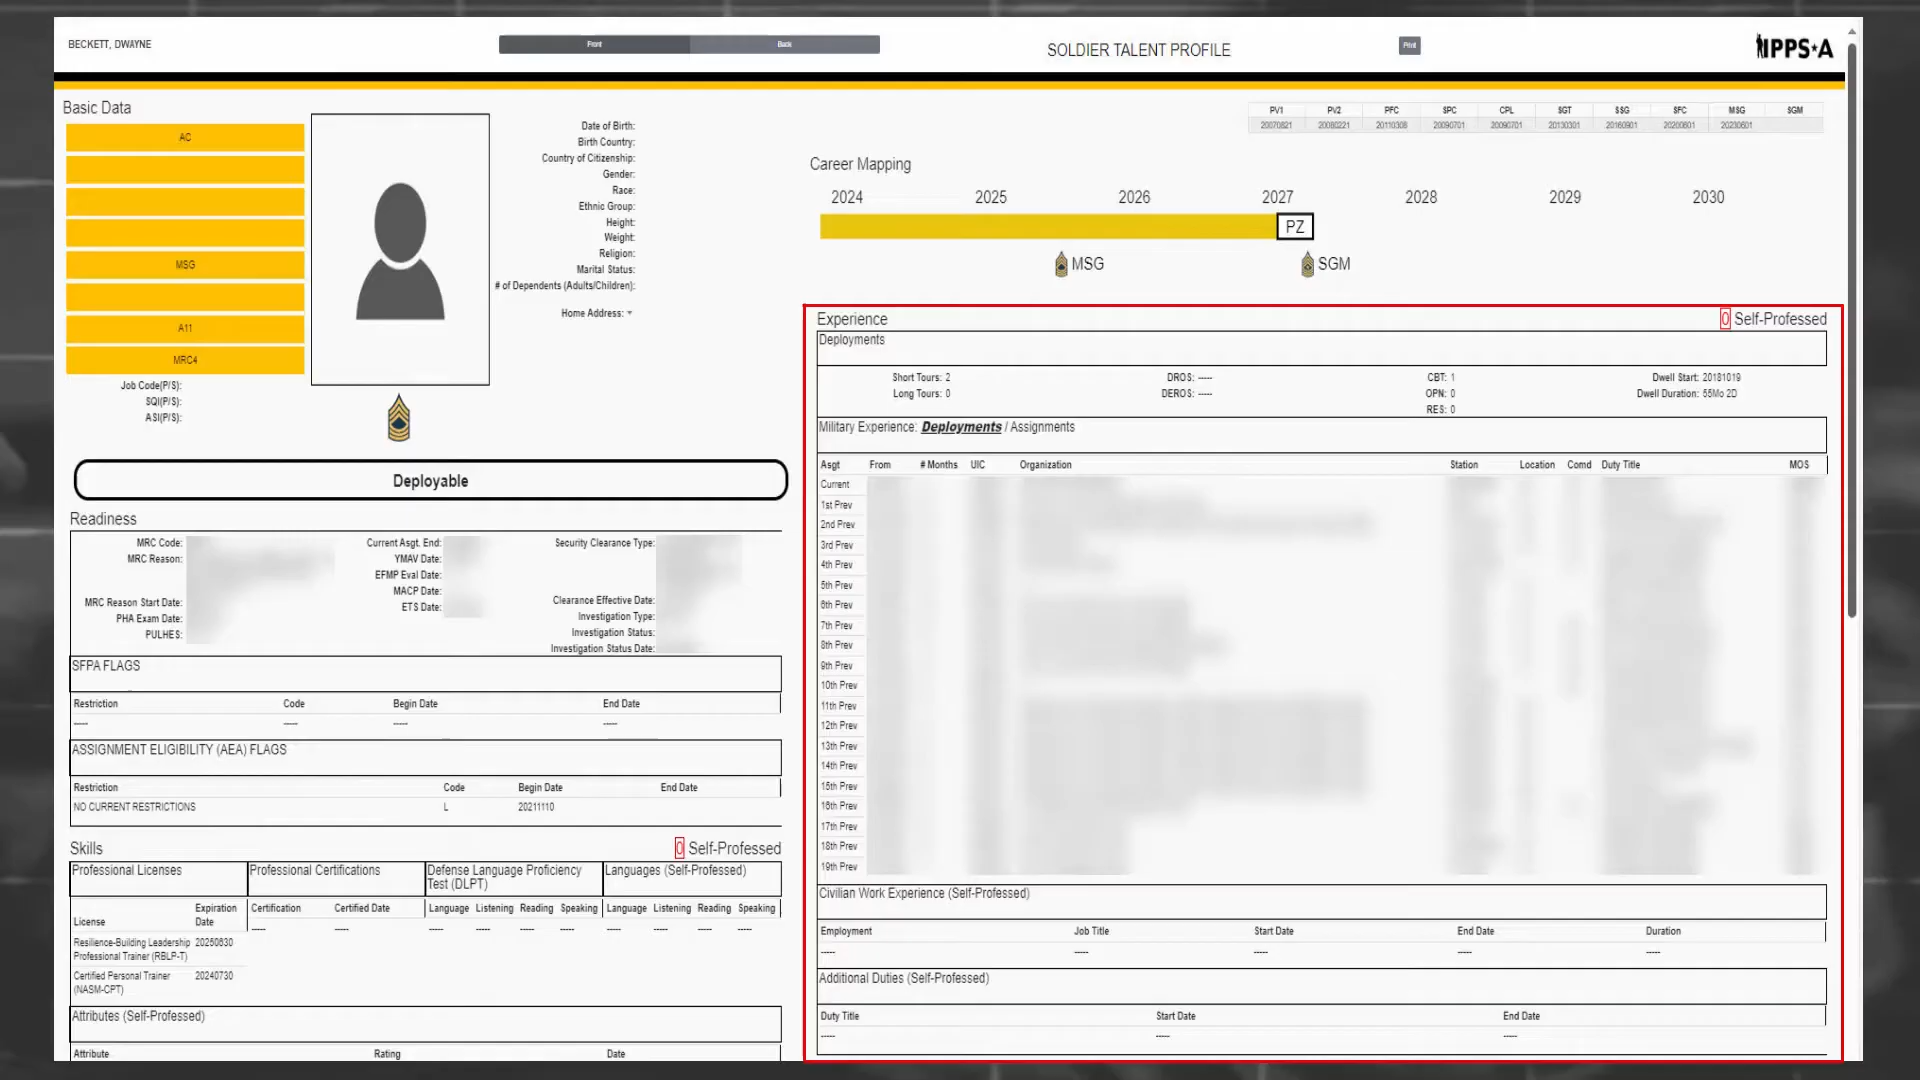 BECKETT, DWAYNE
Front
Back
SOLDIER TALENT PROFILE
Print
IPPS★A
Basic Data
AC
MSG
A11
MRC4
Job Code(P/S):
SQI(P/S):
ASI(P/S):
Date of Birth:
Birth Country:
Country of Citizenship:
Gender:
Race:
Ethnic Group:
Height:
Weight:
Religion:
Marital Status:
# of Dependents (Adults/Children):
Home Address:
PV1 PV2 PFC SPC CPL SGT SSG SFC MSG SGM
20070821 20080221 20110308 20090701 20090701 20130301 20160901 20200601 20230601
Career Mapping
2024 2025 2026 2027 2028 2029 2030
PZ
MSG SGM
Deployable
Readiness
MRC Code:
MRC Reason:
MRC Reason Start Date:
PHA Exam Date:
PULHES:
Current Asgt. End:
YMAV Date:
EFMP Eval Date:
MACP Date:
ETS Date:
Security Clearance Type:
Clearance Effective Date:
Investigation Type:
Investigation Status:
Investigation Status Date:
SFPA FLAGS
Restriction Code Begin Date End Date
----- ----- ----- -----
ASSIGNMENT ELIGIBILITY (AEA) FLAGS
Restriction Code Begin Date End Date
NO CURRENT RESTRICTIONS L 20211110
Skills 0 Self-Professed
Professional Licenses
License Expiration Date
Resilience-Building Leadership 20250630
Professional Trainer (RBLP-T)
Certified Personal Trainer 20240730
(NASM-CPT)
Professional Certifications
Certification Certified Date
----- -----
Defense Language Proficiency
Test (DLPT)
Language Listening Reading Speaking
----- ----- ----- -----
Languages (Self-Professed)
Language Listening Reading Speaking
----- ----- ----- -----
Attributes (Self-Professed)
Attribute Rating Date
Experience 0 Self-Professed
Deployments
Short Tours: 2 DROS: ----- CBT: 1 Dwell Start: 20181019
Long Tours: 0 DEROS: ----- OPN: 0 Dwell Duration: 55Mo 2D
RES: 0
Military Experience: Deployments / Assignments
Asgt From # Months UIC Organization Station Location Comd Duty Title MOS
Current
1st Prev
2nd Prev
3rd Prev
4th Prev
5th Prev
6th Prev
7th Prev
8th Prev
9th Prev
10th Prev
11th Prev
12th Prev
13th Prev
14th Prev
15th Prev
16th Prev
17th Prev
18th Prev
19th Prev
Civilian Work Experience (Self-Professed)
Employment Job Title Start Date End Date Duration
----- ----- ----- ----- -----
Additional Duties (Self-Professed)
Duty Title Start Date End Date
----- ----- -----